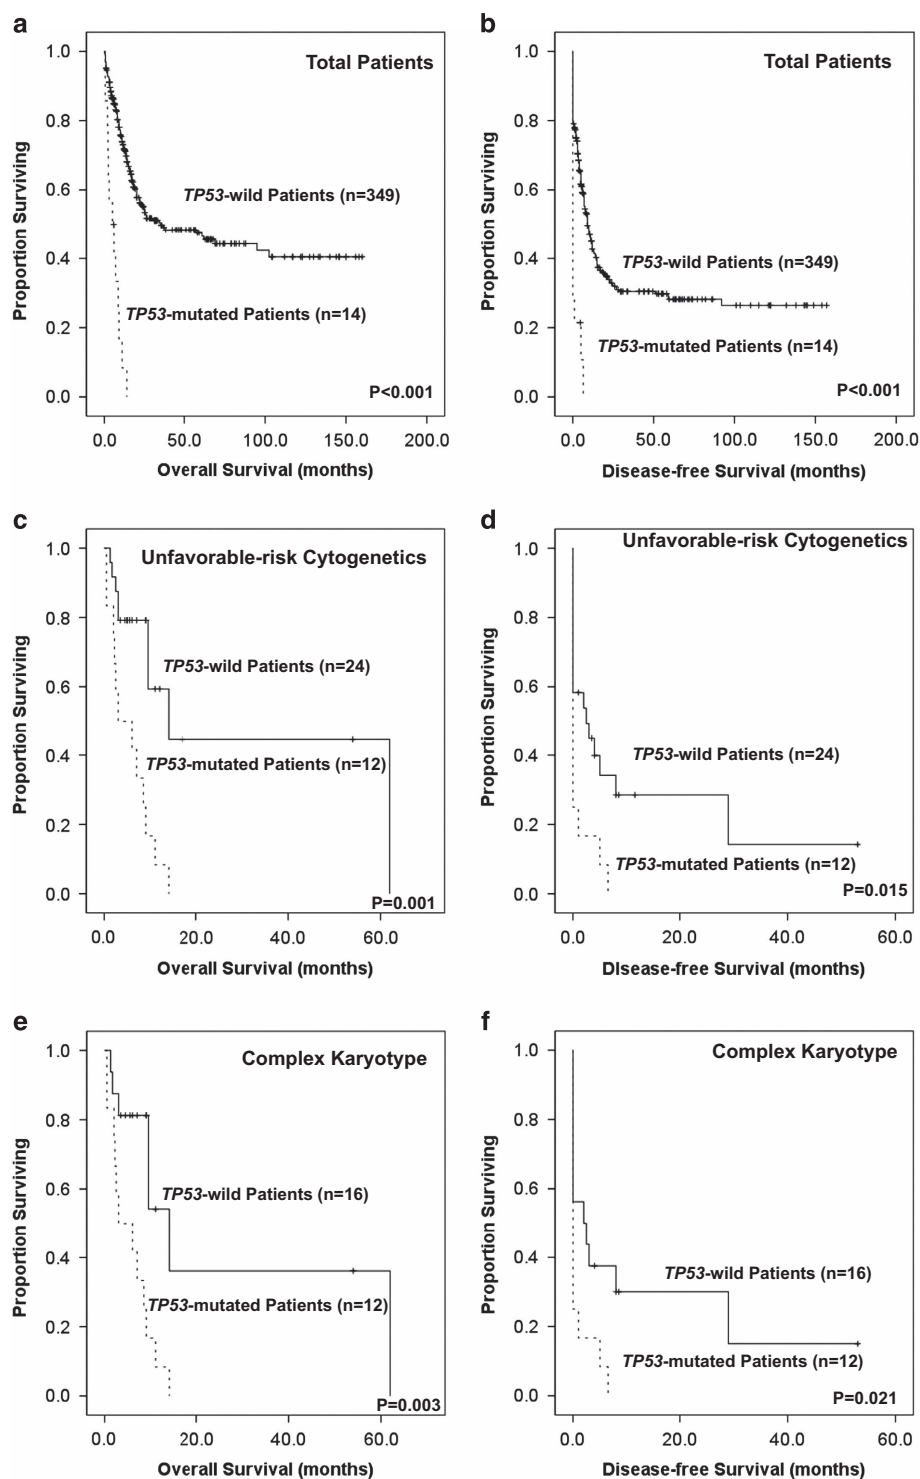 a
Total Patients
1.0
0.8
0.6
0.4
0.2
0.0
Proportion Surviving
TP53-wild Patients (n=349)
TP53-mutated Patients (n=14)
P<0.001
0.0 50.0 100.0 150.0 200.0
Overall Survival (months)
b
Total Patients
1.0
0.8
0.6
0.4
0.2
0.0
Proportion Surviving
TP53-wild Patients (n=349)
TP53-mutated Patients (n=14)
P<0.001
0.0 50.0 100.0 150.0 200.0
Disease-free Survival (months)
c
Unfavorable-risk Cytogenetics
1.0
0.8
0.6
0.4
0.2
0.0
Proportion Surviving
TP53-wild Patients (n=24)
TP53-mutated Patients (n=12)
P=0.001
0.0 20.0 40.0 60.0
Overall Survival (months)
d
Unfavorable-risk Cytogenetics
1.0
0.8
0.6
0.4
0.2
0.0
Proportion Surviving
TP53-wild Patients (n=24)
TP53-mutated Patients (n=12)
P=0.015
0.0 20.0 40.0 60.0
DIsease-free Survival (months)
e
Complex Karyotype
1.0
0.8
0.6
0.4
0.2
0.0
Proportion Surviving
TP53-wild Patients (n=16)
TP53-mutated Patients (n=12)
P=0.003
0.0 20.0 40.0 60.0
Overall Survival (months)
f
Complex Karyotype
1.0
0.8
0.6
0.4
0.2
0.0
Proportion Surviving
TP53-wild Patients (n=16)
TP53-mutated Patients (n=12)
P=0.021
0.0 20.0 40.0 60.0
Disease-free Survival (months)